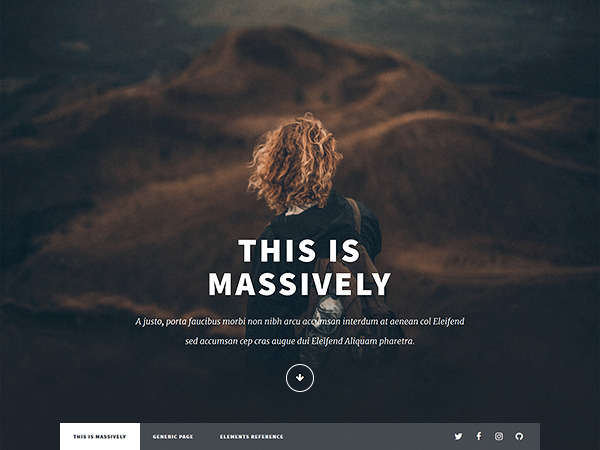 THIS IS
MASSIVELY
A justo, porta faucibus morbi non nibh arcu accumsan interdum at aenean col Eleifend
sed accumsan cep cras augue dui Eleifend Aliquam pharetra.
THIS IS MASSIVELY GENERIC PAGE ELEMENTS REFERENCE